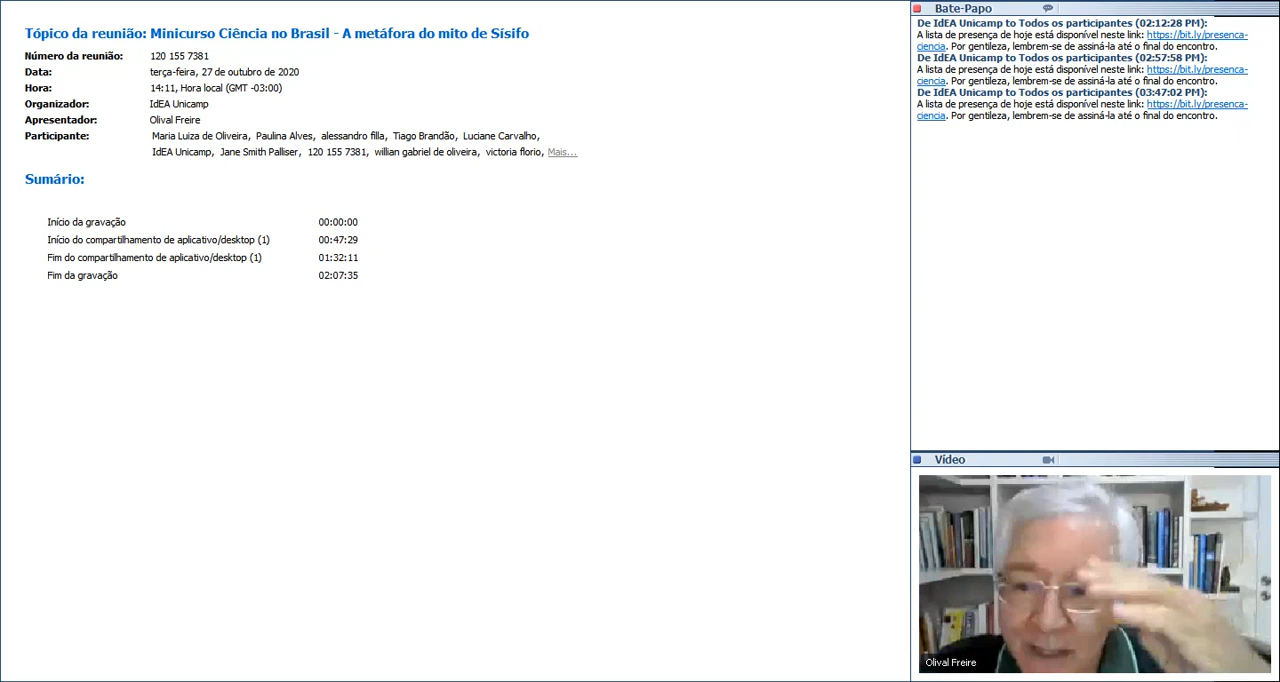 Tópico da reunião: Minicurso Ciência no Brasil - A metáfora do mito de Sísifo
Número da reunião: 120 155 7381
Data: terça-feira, 27 de outubro de 2020
Hora: 14:11, Hora local (GMT -03:00)
Organizador: IdEA Unicamp
Apresentador: Olival Freire
Participante: Maria Luiza de Oliveira, Paulina Alves, alessandro filla, Tiago Brandão, Luciane Carvalho,
IdEA Unicamp, Jane Smith Palliser, 120 155 7381, willian gabriel de oliveira, victoria florio, Mais...
Sumário:
Início da gravação 00:00:00
Início do compartilhamento de aplicativo/desktop (1) 00:47:29
Fim do compartilhamento de aplicativo/desktop (1) 01:32:11
Fim da gravação 02:07:35
Bate-Papo
De IdEA Unicamp to Todos os participantes (02:12:28 PM):
A lista de presença de hoje está disponível neste link: https://bit.ly/presenca-
ciencia. Por gentileza, lembrem-se de assiná-la até o final do encontro.
De IdEA Unicamp to Todos os participantes (02:57:58 PM):
A lista de presença de hoje está disponível neste link: https://bit.ly/presenca-
ciencia. Por gentileza, lembrem-se de assiná-la até o final do encontro.
De IdEA Unicamp to Todos os participantes (03:47:02 PM):
A lista de presença de hoje está disponível neste link: https://bit.ly/presenca-
ciencia. Por gentileza, lembrem-se de assiná-la até o final do encontro.
Vídeo
Olival Freire